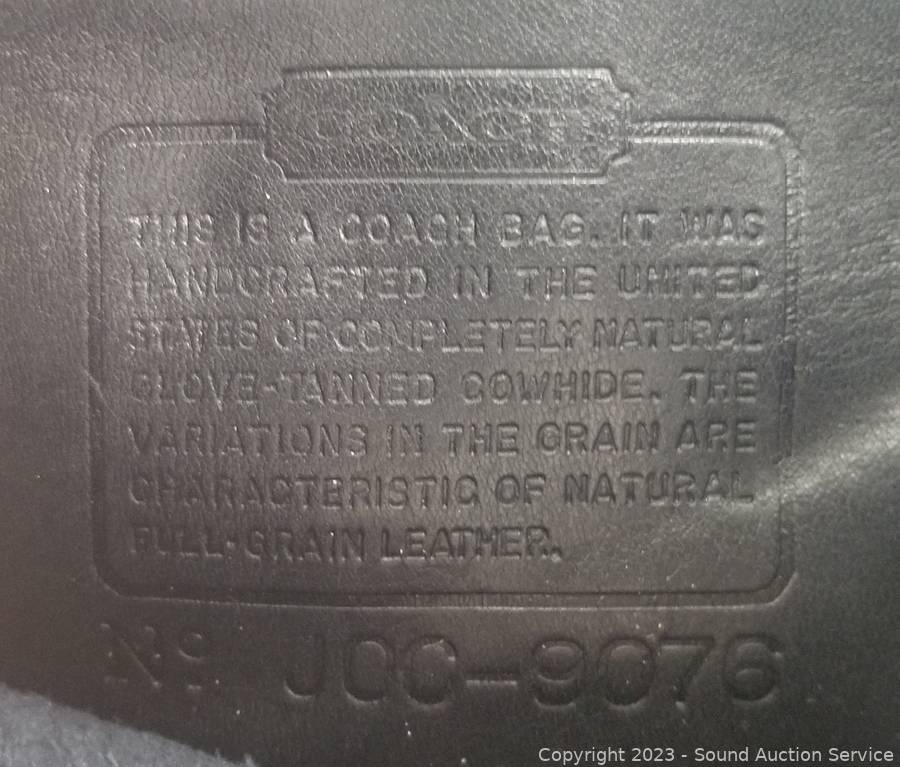 COACH
THIS IS A COACH BAG. IT WAS
HANDCRAFTED IN THE UNITED
STATES OF COMPLETELY NATURAL
GLOVE-TANNED COWHIDE. THE
VARIATIONS IN THE GRAIN ARE
CHARACTERISTIC OF NATURAL
FULL-GRAIN LEATHER.
Nº JOC-9076
Copyright 2023 - Sound Auction Service